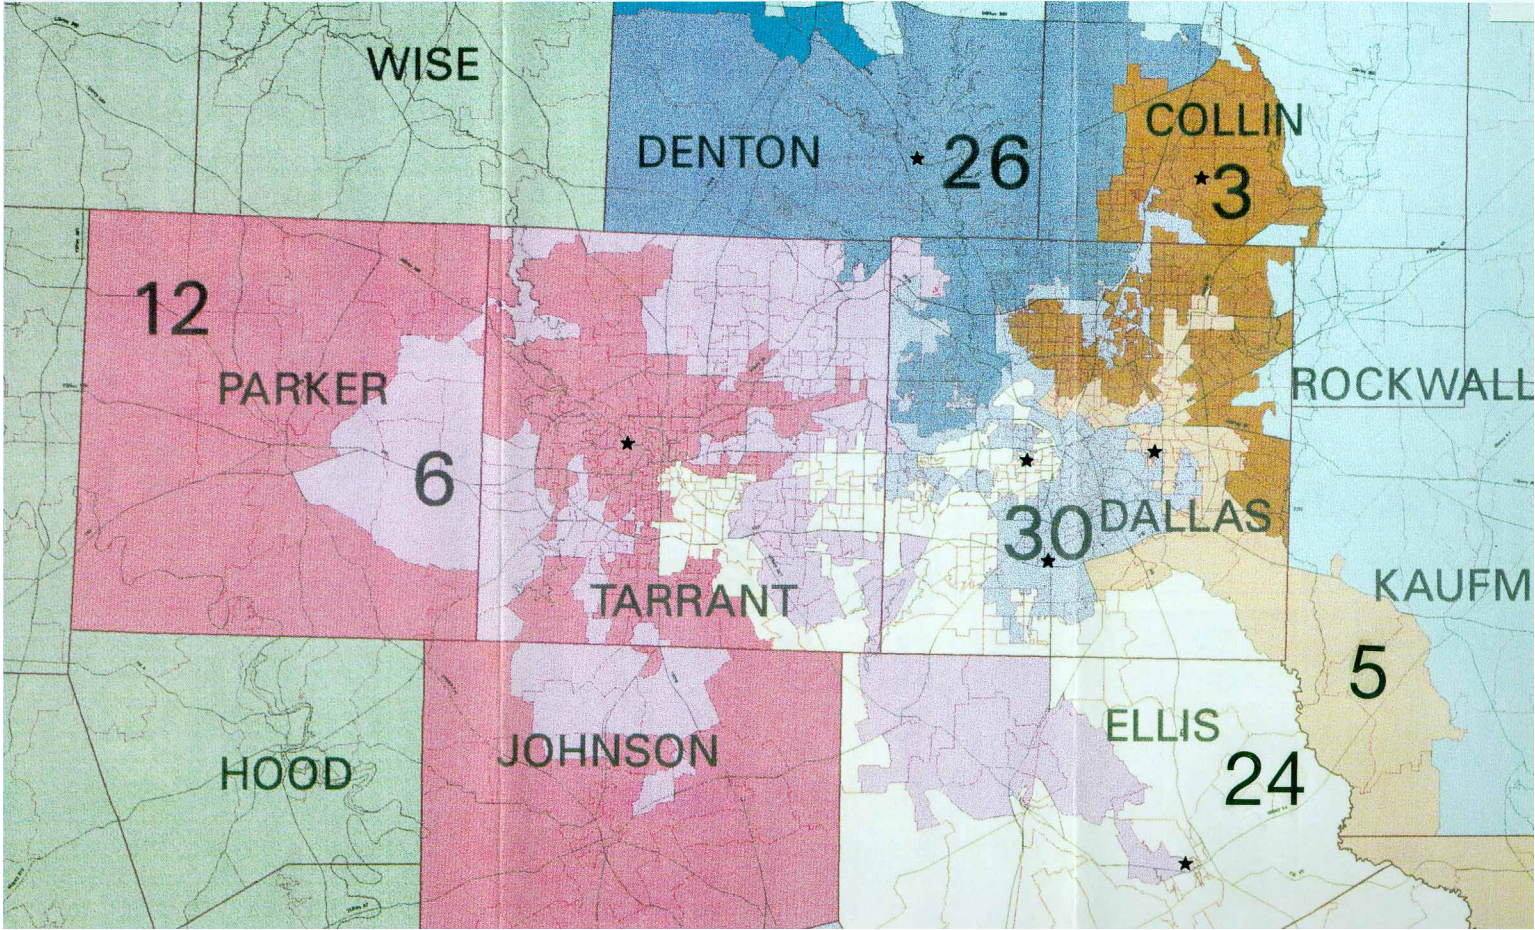 WISE
DENTON
26
COLLIN
3
12
PARKER
6
ROCKWALL
30
DALLAS
TARRANT
KAUFM
5
HOOD
JOHNSON
ELLIS
24